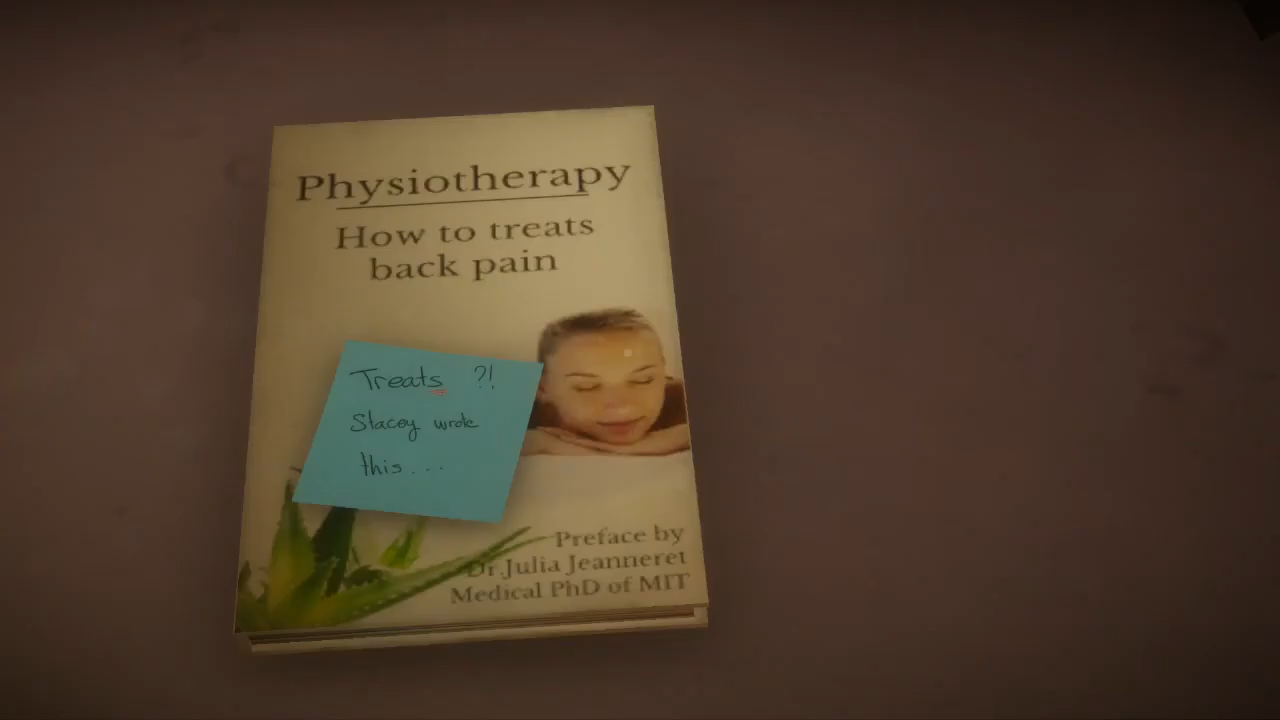 Physiotherapy
How to treats
back pain
Treats ?!
Stacey wrote
this...
Preface by
Dr.Julia Jeanneret
Medical PhD of MIT